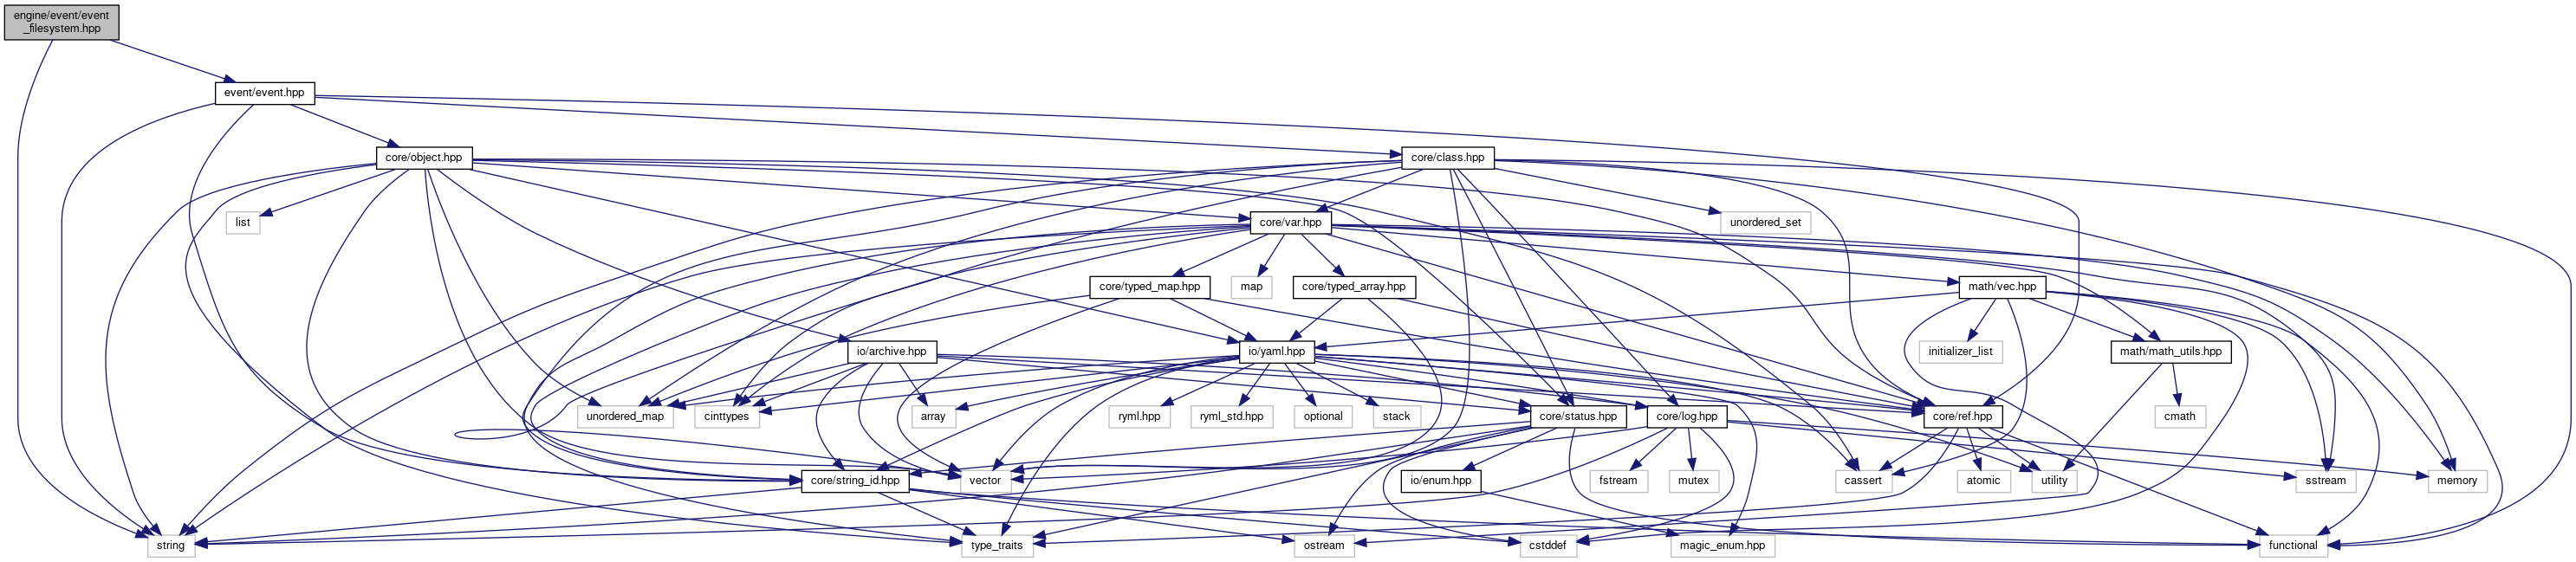 engine/event/event
_filesystem.hpp
event/event.hpp
core/object.hpp
core/class.hpp
list
core/var.hpp
unordered_set
core/typed_map.hpp
map
core/typed_array.hpp
math/vec.hpp
io/archive.hpp
io/yaml.hpp
initializer_list
math/math_utils.hpp
unordered_map
cinttypes
array
ryml.hpp
ryml_std.hpp
optional
stack
core/status.hpp
core/log.hpp
core/ref.hpp
cmath
core/string_id.hpp
vector
io/enum.hpp
fstream
mutex
cassert
atomic
utility
sstream
memory
string
type_traits
ostream
cstddef
magic_enum.hpp
functional